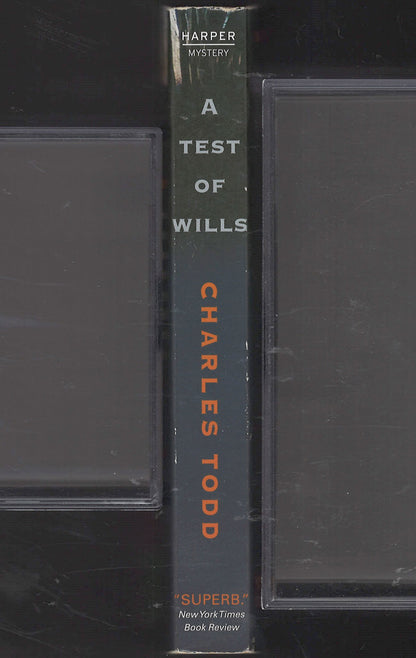 HARPER
MYSTERY
A
TEST
OF
WILLS
CHARLES TODD
"SUPERB."
New York Times
Book Review